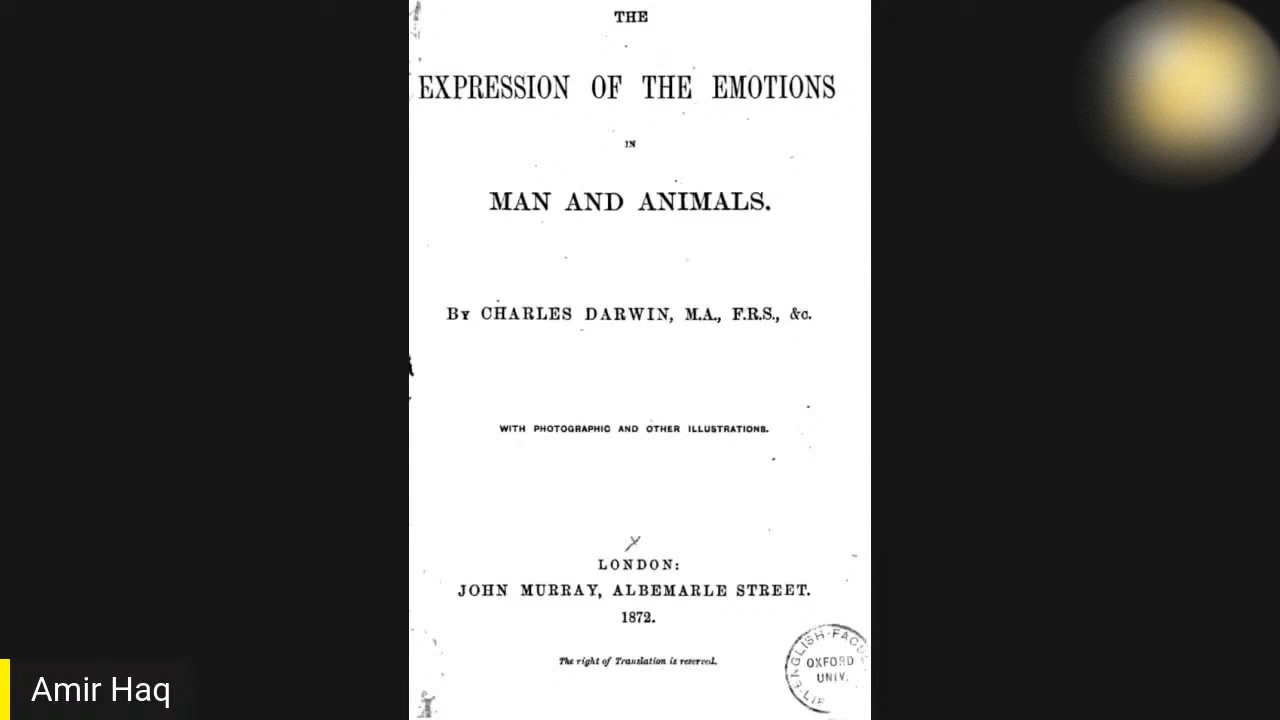 THE
EXPRESSION OF THE EMOTIONS
IN
MAN AND ANIMALS.
BY CHARLES DARWIN, M.A., F.R.S., &c.
WITH PHOTOGRAPHIC AND OTHER ILLUSTRATIONS.
LONDON:
JOHN MURRAY, ALBEMARLE STREET.
1872.
The right of Translation is reserved.
OXFORD
UNIV.
Amir Haq